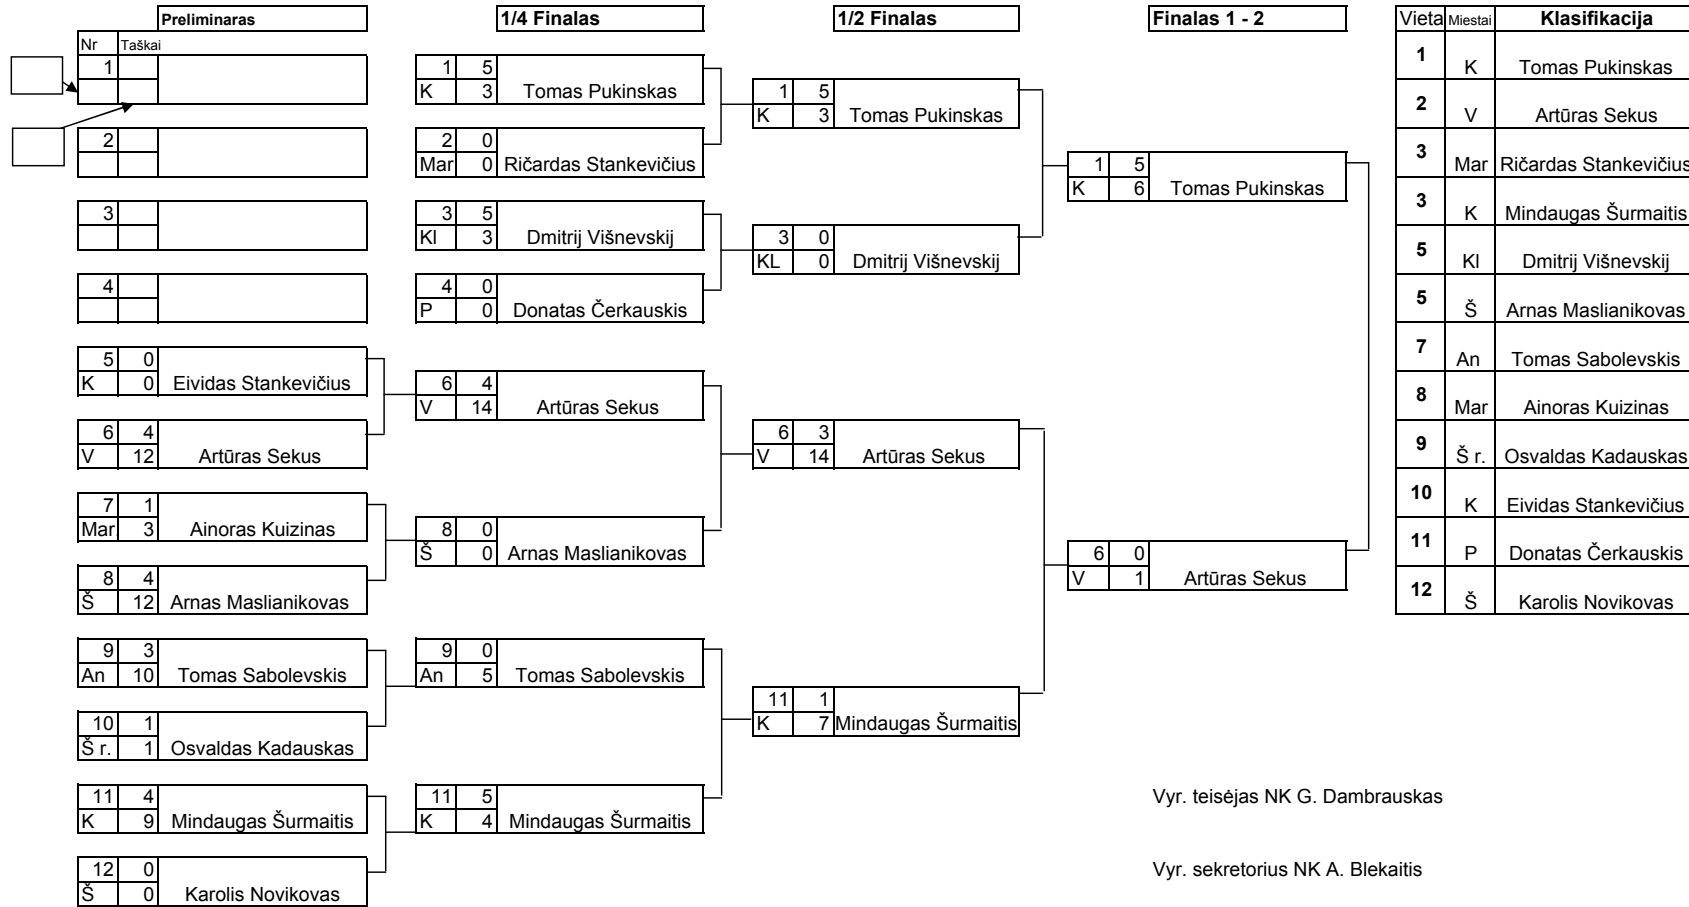 Preliminaras 1/4 Finalas 1/2 Finalas Finalas 1 - 2 Vieta Miestai Klasifikacija
Nr Taškai
1
2
3
4
5 0
K 0 Eividas Stankevičius
6 4
V 12 Artūras Sekus
7 1
Mar 3 Ainoras Kuizinas
8 4
Š 12 Arnas Maslianikovas
9 3
An 10 Tomas Sabolevskis
10 1
Š r. 1 Osvaldas Kadauskas
11 4
K 9 Mindaugas Šurmaitis
12 0
Š 0 Karolis Novikovas
1 5
K 3 Tomas Pukinskas
2 0
Mar 0 Ričardas Stankevičius
3 5
Kl 3 Dmitrij Višnevskij
4 0
P 0 Donatas Čerkauskis
6 4
V 14 Artūras Sekus
8 0
Š 0 Arnas Maslianikovas
9 0
An 5 Tomas Sabolevskis
11 5
K 4 Mindaugas Šurmaitis
1 5
K 3 Tomas Pukinskas
3 0
KL 0 Dmitrij Višnevskij
6 3
V 14 Artūras Sekus
11 1
K 7 Mindaugas Šurmaitis
1 5
K 6 Tomas Pukinskas
6 0
V 1 Artūras Sekus
1 K Tomas Pukinskas
2 V Artūras Sekus
3 Mar Ričardas Stankevičius
3 K Mindaugas Šurmaitis
5 Kl Dmitrij Višnevskij
5 Š Arnas Maslianikovas
7 An Tomas Sabolevskis
8 Mar Ainoras Kuizinas
9 Š r. Osvaldas Kadauskas
10 K Eividas Stankevičius
11 P Donatas Čerkauskis
12 Š Karolis Novikovas
Vyr. teisėjas NK G. Dambrauskas
Vyr. sekretorius NK A. Blekaitis